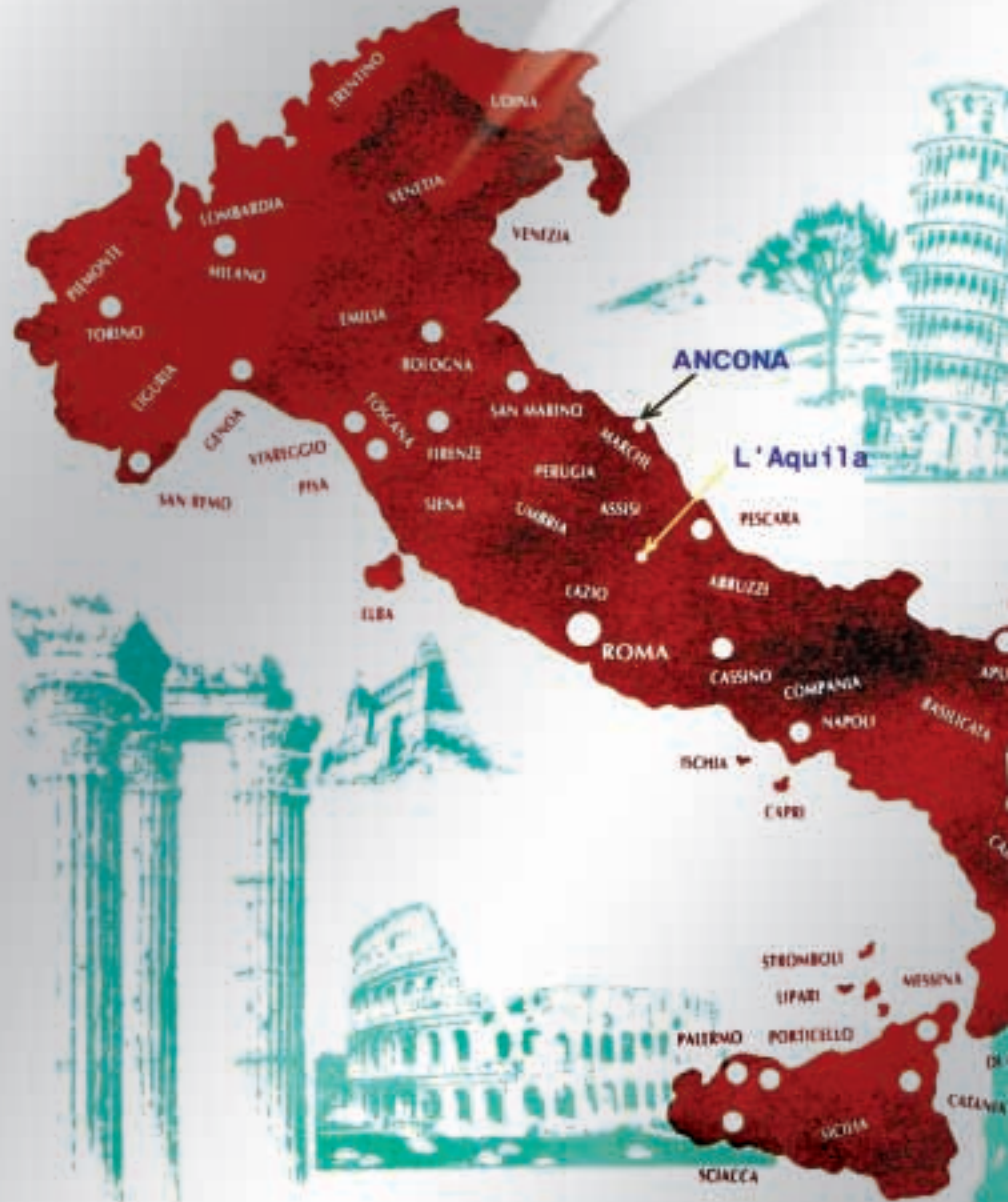 TRENTINO
UDINA
VENETIA
LOMBARDIA
VENEZIA
PIEMONTE
MILANO
TORINO
EMILIA
BOLOGNA
ANCONA
LIGURIA
TOSCANA
SAN MARINO
GENOA
VIAREGGIO
FIRENZE
MARCHE
PERUGIA
L'Aquila
PISA
SAN REMO
SIENA
UMBRIA
ASSISI
PESCARA
ELBA
LAZIO
ABRUZZI
ROMA
CASSINO
COMPANIA
APU
BASILICATA
NAPOLI
ISCHIA
CAPRI
STROMBOLI
LIPARI
MESSINA
PALERMO PORTICELLO
CATANIA
SICILIA
SCIACCA